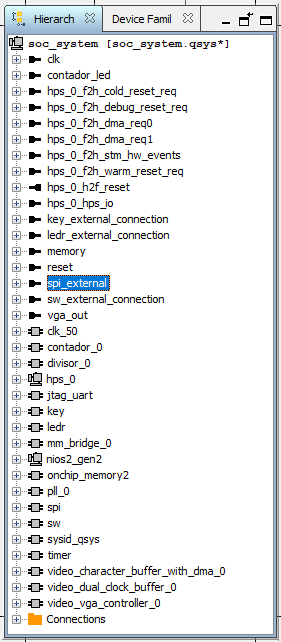 Hierarch Device Famil
soc_system [soc_system.qsys*]
clk
contador_led
hps_0_f2h_cold_reset_req
hps_0_f2h_debug_reset_req
hps_0_f2h_dma_req0
hps_0_f2h_dma_req1
hps_0_f2h_stm_hw_events
hps_0_f2h_warm_reset_req
hps_0_h2f_reset
hps_0_hps_io
key_external_connection
ledr_external_connection
memory
reset
spi_external
sw_external_connection
vga_out
clk_50
contador_0
divisor_0
hps_0
jtag_uart
key
ledr
mm_bridge_0
nios2_gen2
onchip_memory2
pll_0
spi
sw
sysid_qsys
timer
video_character_buffer_with_dma_0
video_dual_clock_buffer_0
video_vga_controller_0
Connections